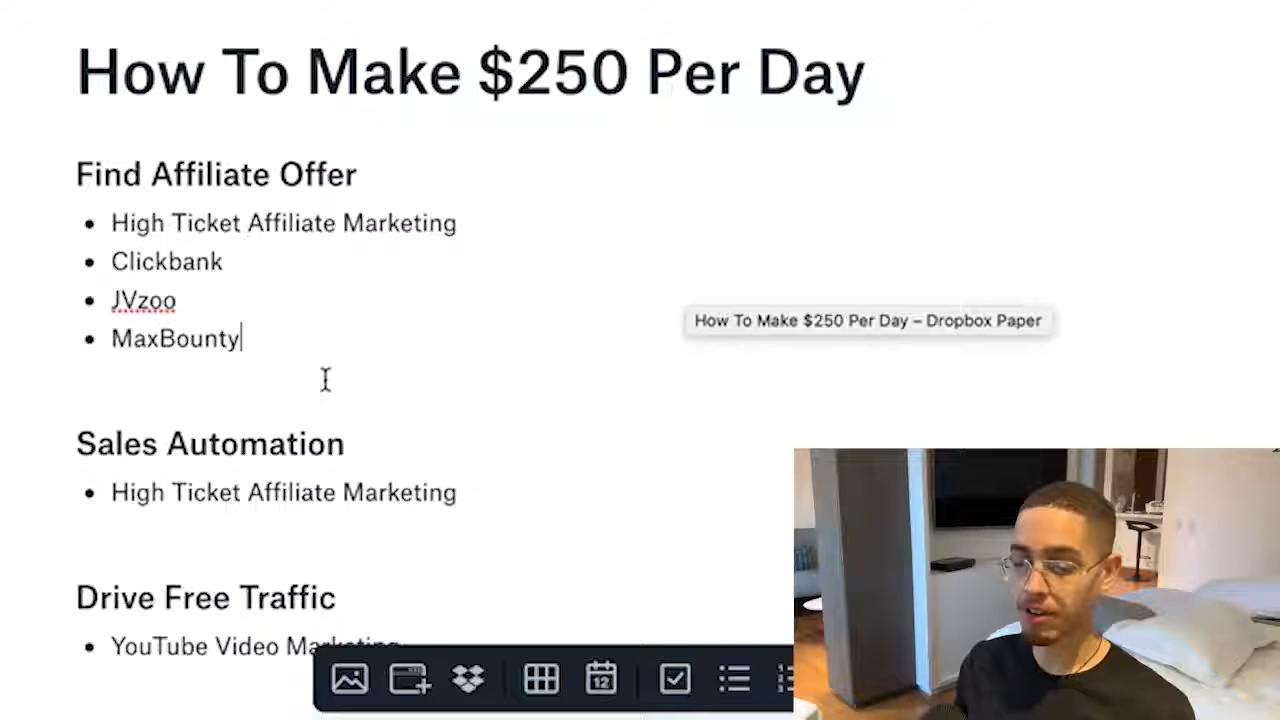 How To Make $250 Per Day
Find Affiliate Offer
High Ticket Affiliate Marketing
Clickbank
JVzoo
How To Make $250 Per Day – Dropbox Paper
MaxBounty
Sales Automation
High Ticket Affiliate Marketing
Drive Free Traffic
YouTube Video Marketing
12